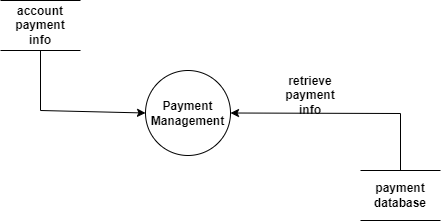 account
payment
info
retrieve
payment
info
Payment
Management
payment
database